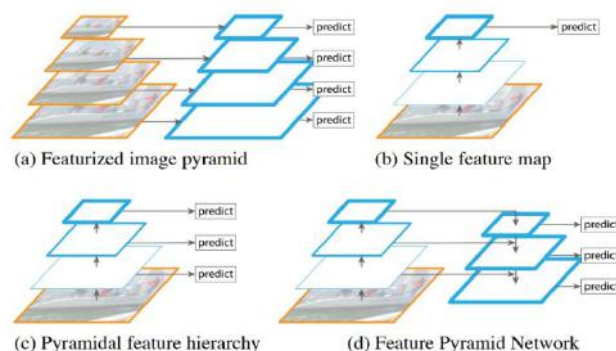 predict
predict
predict
predict
predict
(a) Featurized image pyramid
(b) Single feature map
predict
predict
predict
predict
predict
predict
(c) Pyramidal feature hierarchy
(d) Feature Pyramid Network